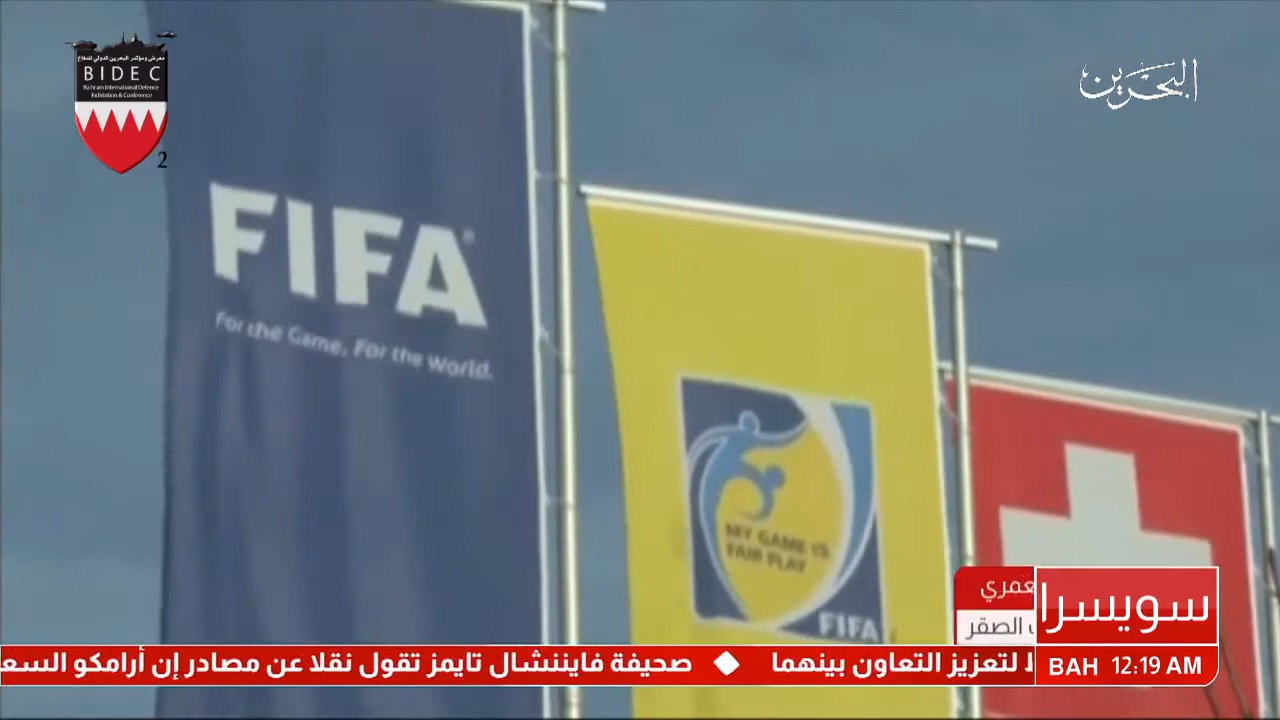 معرض ومؤتمر البحرين الدولي للدفاع
BIDEC
Bahrain International Defence
Exhibition & Conference
2
البحرين
FIFA®
For the Game. For the World.
MY GAME IS
FAIR PLAY
FIFA
سويسرا
الصقر
لتعزيز التعاون بينهما ◆ صحيفة فايننشال تايمز تقول نقلا عن مصادر إن أرامكو
BAH 12:19 AM